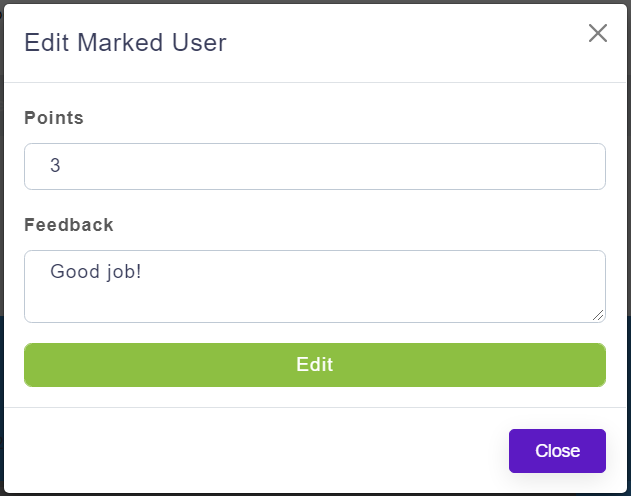 Edit Marked User
Points
3
Feedback
Good job!
Edit
Close